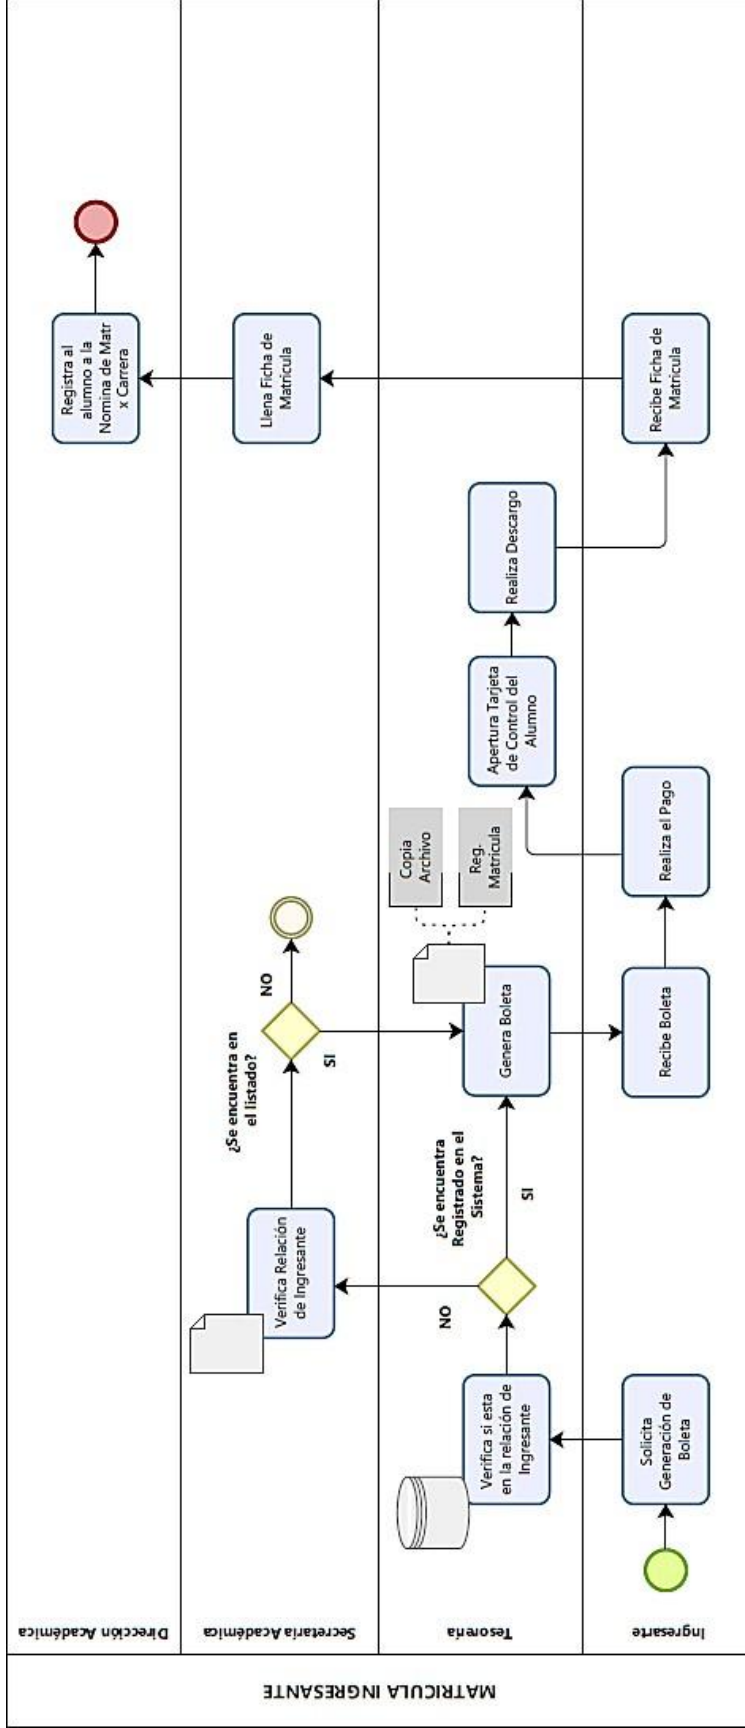 MATRICULA INGRESANTE
Dirección Académica
Registra al
alumno a la
Nomina de Matr
x Carrera
Secretaria Académica
Verifica Relación
de Ingresante
¿Se encuentra en
el listado?
NO
SI
Llena Ficha de
Matricula
Tesorería
Verifica si esta
en la relación de
Ingresante
NO
¿Se encuentra
Registrado en el
Sistema?
SI
Genera Boleta
Copia
Archivo
Reg.
Matricula
Apertura Tarjeta
de Control del
Alumno
Realiza Descargo
Ingresante
Solicita
Generación de
Boleta
Recibe Boleta
Realiza el Pago
Recibe Ficha de
Matricula